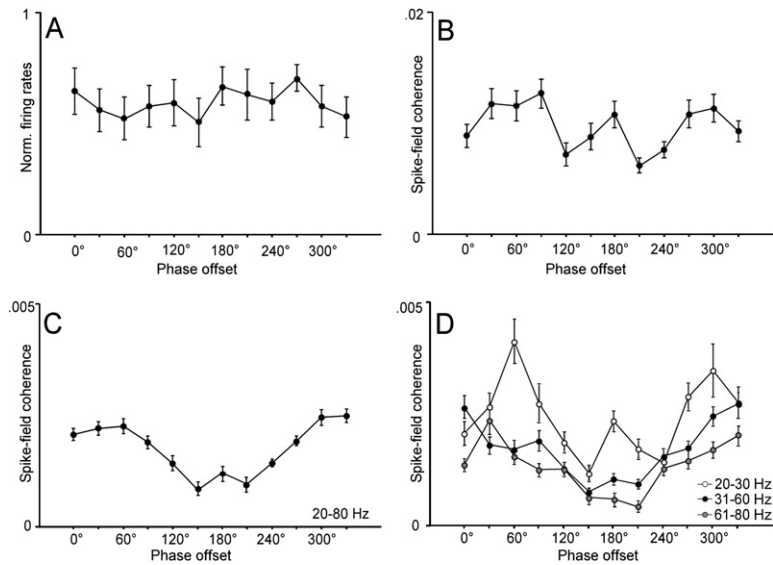 A
1
Norm. firing rates
0
0° 60° 120° 180° 240° 300°
Phase offset
B
.02
Spike-field coherence
0
0° 60° 120° 180° 240° 300°
Phase offset
C
.005
Spike-field coherence
0
20-80 Hz
0° 60° 120° 180° 240° 300°
Phase offset
D
.005
Spike-field coherence
0
20-30 Hz
31-60 Hz
61-80 Hz
0° 60° 120° 180° 240° 300°
Phase offset